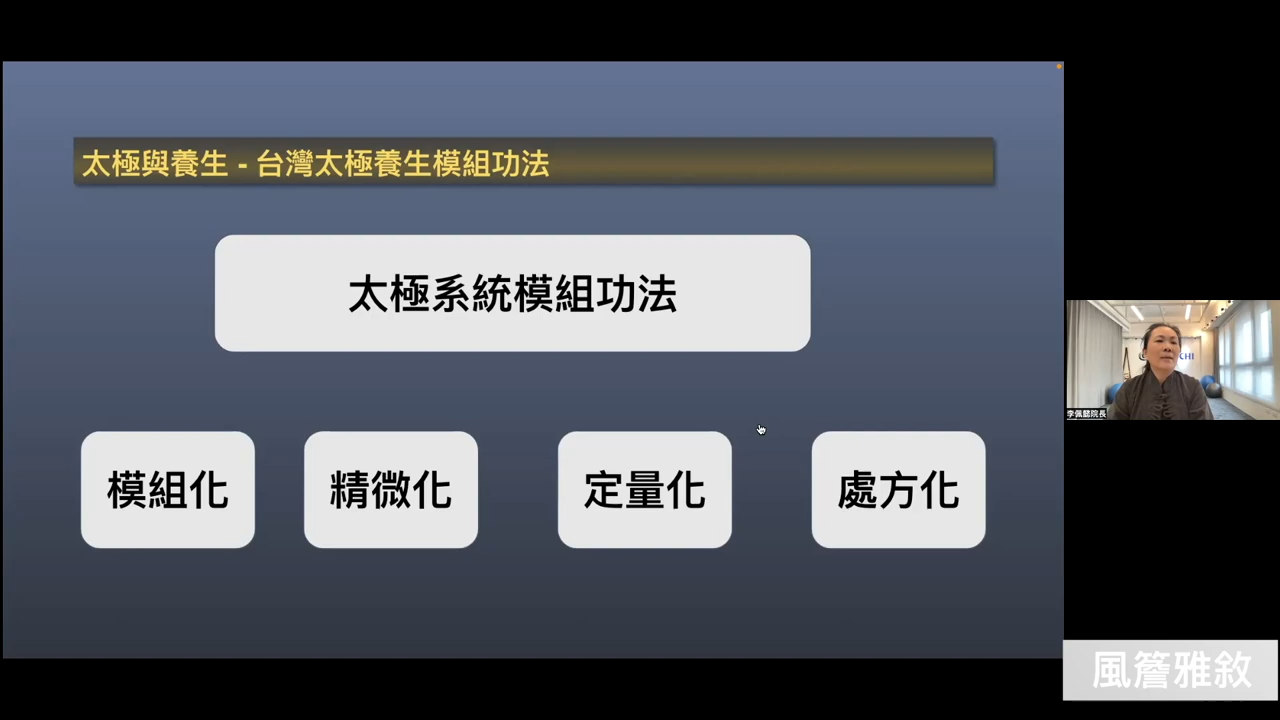 太極與養生 - 台灣太極養生模組功法
太極系統模組功法
模組化
精微化
定量化
處方化
CHI
李佩懿院長
風簷雅敘